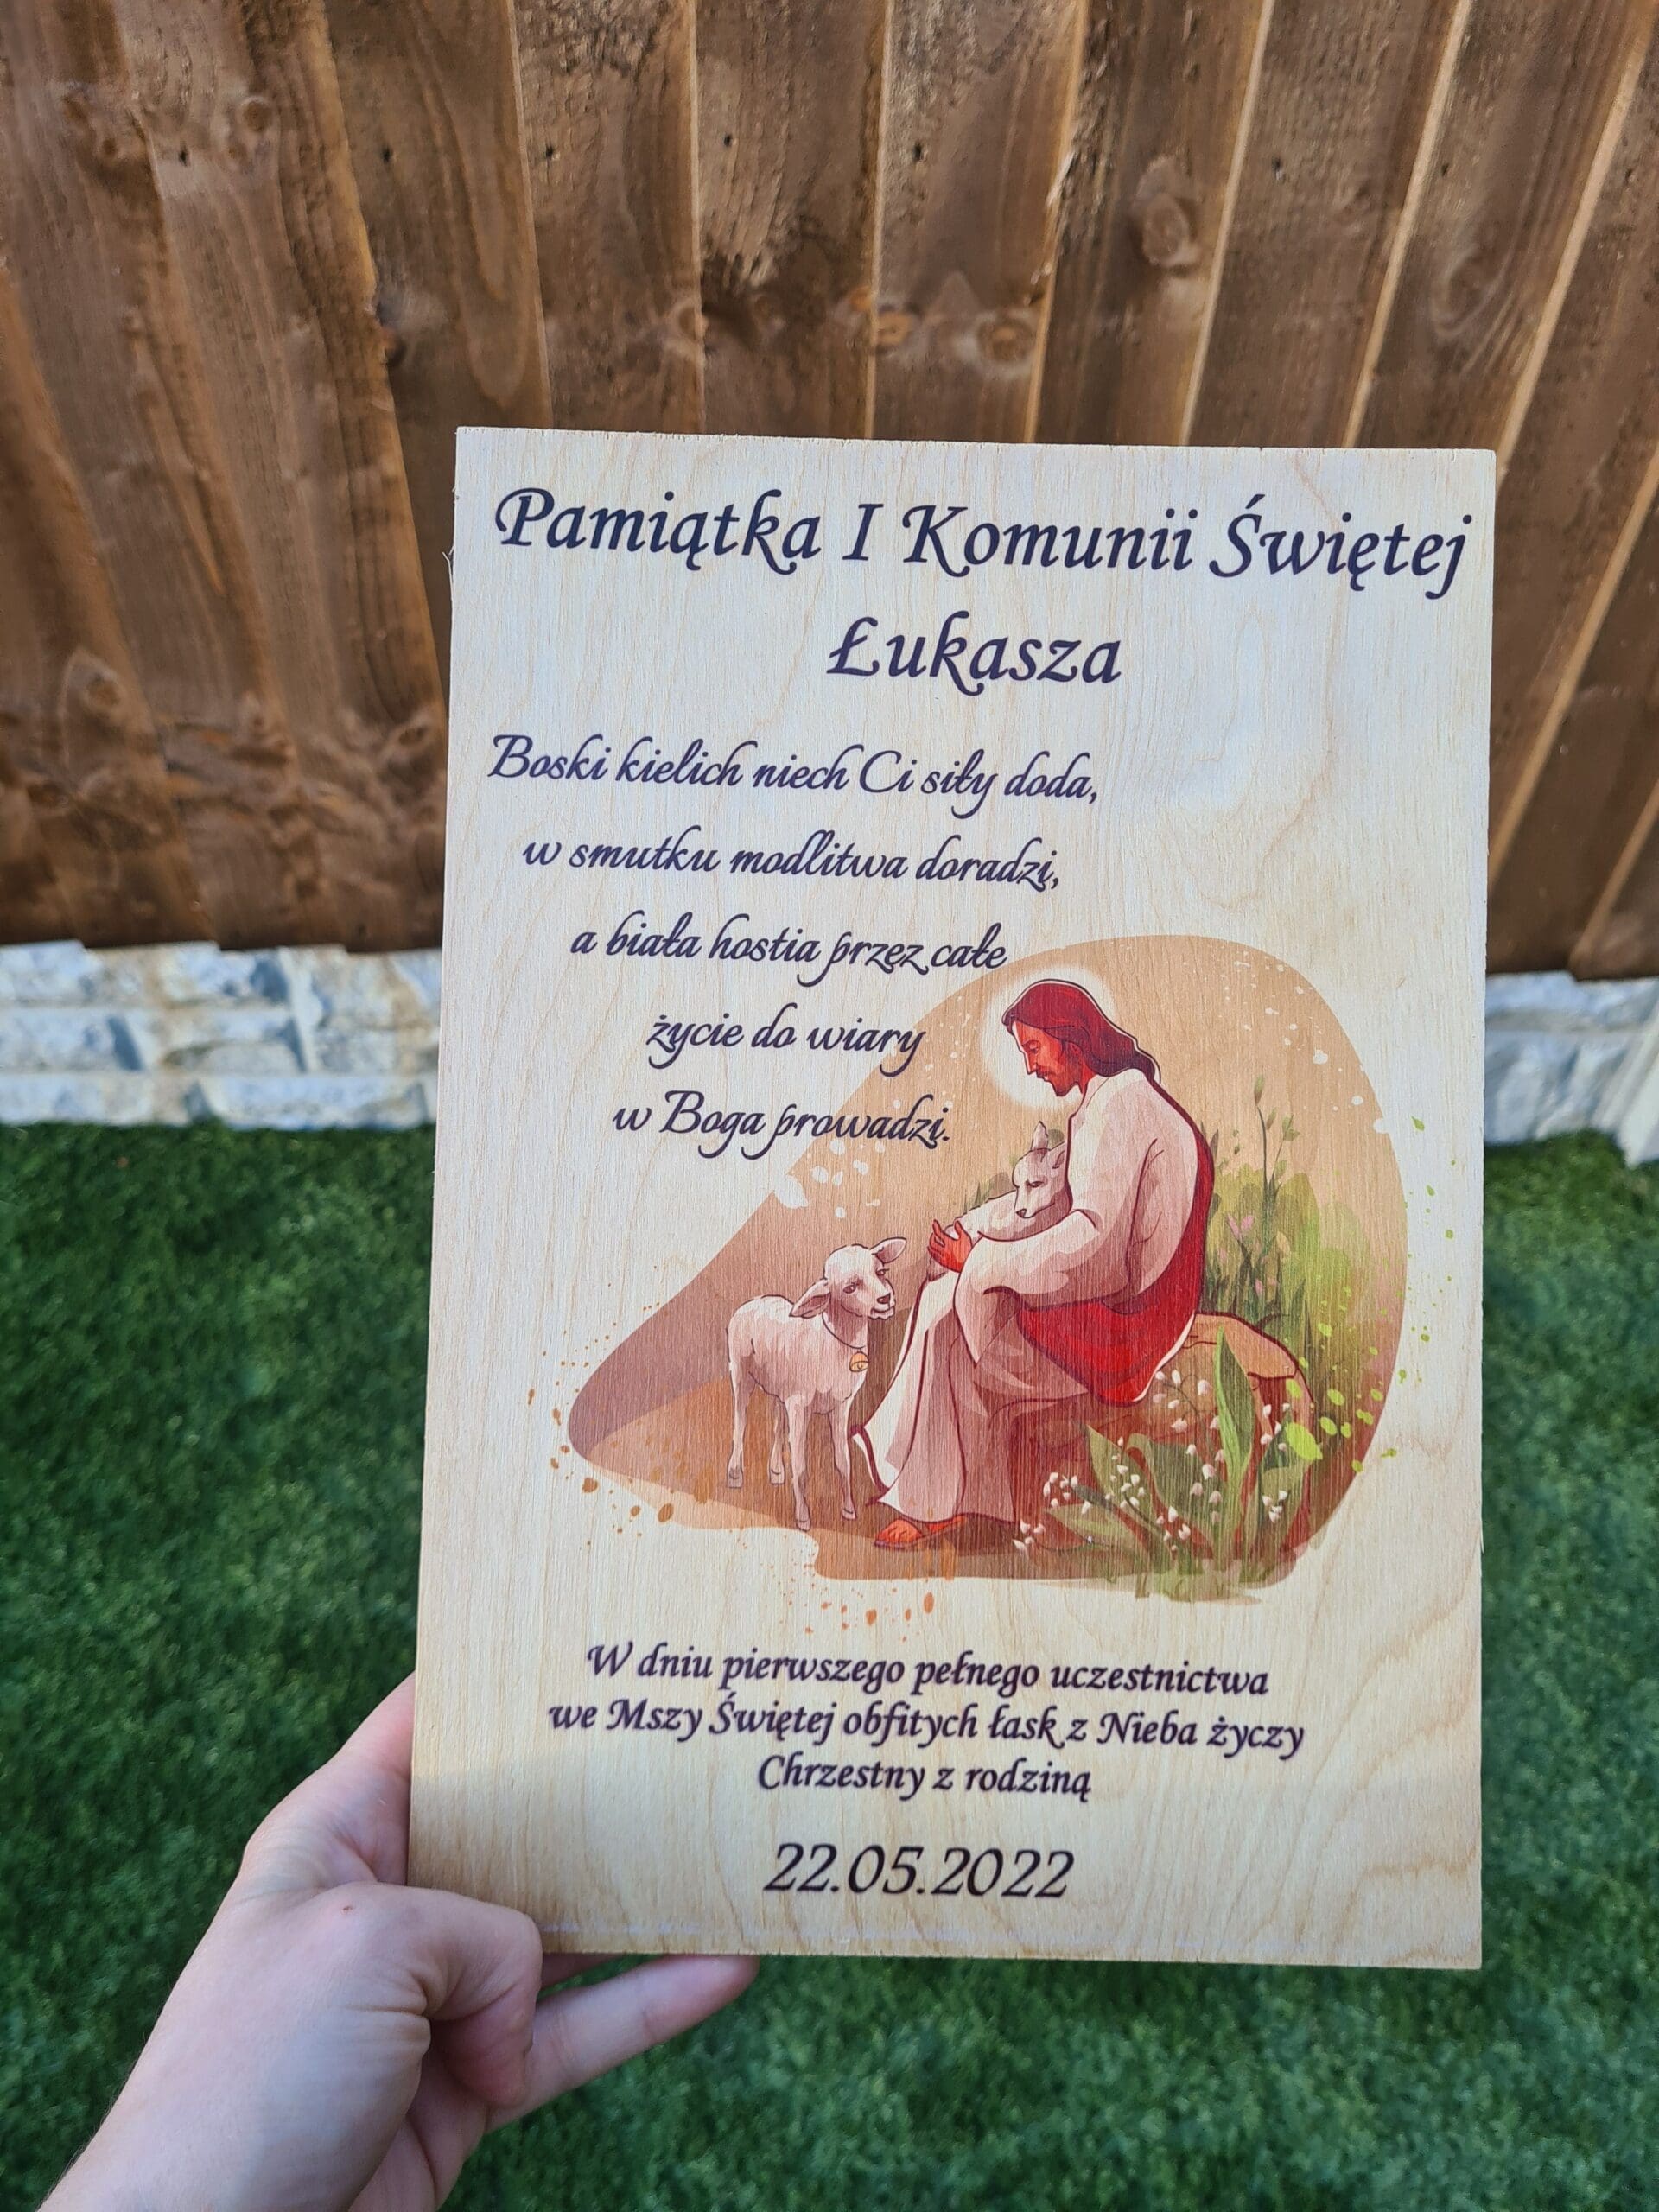 Pamiątka I Komunii Świętej
Łukasza
Boski kielich niech Ci siły doda,
w smutku modlitwa doradzi,
a biała hostia przez całe
życie do wiary
w Boga prowadzi.
W dniu pierwszego pełnego uczestnictwa
we Mszy Świętej obfitych łask z Nieba życzy
Chrzestny z rodziną
22.05.2022